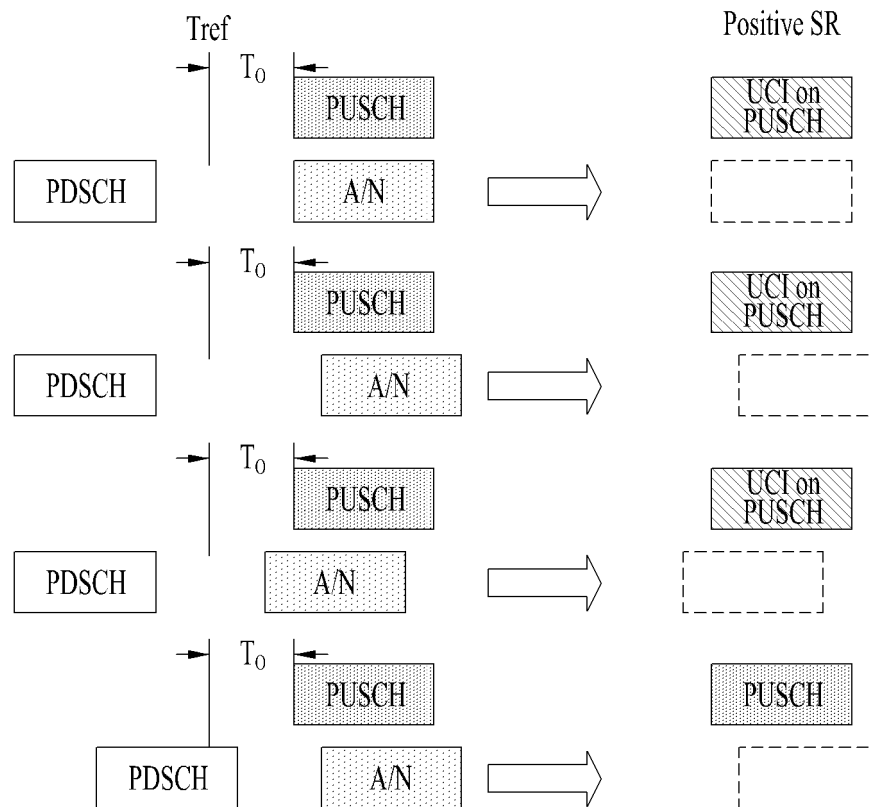 Tref
Positive SR
T0
PUSCH
UCI on
PUSCH
PDSCH
A/N
T0
PUSCH
UCI on
PUSCH
PDSCH
A/N
T0
PUSCH
UCI on
PUSCH
PDSCH
A/N
T0
PUSCH
PUSCH
PDSCH
A/N